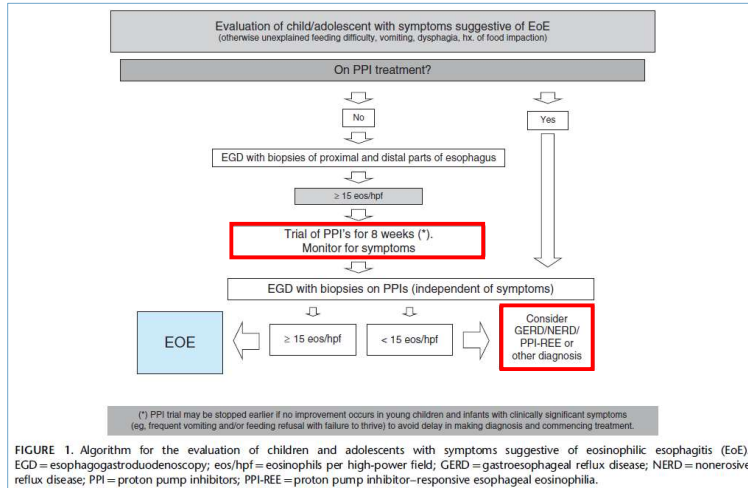 Evaluation of child/adolescent with symptoms suggestive of EoE
(otherwise unexplained feeding difficulty, vomiting, dysphagia, hx. of food impaction)
On PPI treatment?
No
Yes
EGD with biopsies of proximal and distal parts of esophagus
≥ 15 eos/hpf
Trial of PPI's for 8 weeks (*).
Monitor for symptoms
EGD with biopsies on PPIs (independent of symptoms)
EOE
≥ 15 eos/hpf
< 15 eos/hpf
Consider
GERD/NERD/
PPI-REE or
other diagnosis
(*) PPI trial may be stopped earlier if no improvement occurs in young children and infants with clinically significant symptoms
(eg, frequent vomiting and/or feeding refusal with failure to thrive) to avoid delay in making diagnosis and commencing treatment.
FIGURE 1. Algorithm for the evaluation of children and adolescents with symptoms suggestive of eosinophilic esophagitis (EoE).
EGD = esophagogastroduodenoscopy; eos/hpf = eosinophils per high-power field; GERD = gastroesophageal reflux disease; NERD = nonerosive
reflux disease; PPI = proton pump inhibitors; PPI-REE = proton pump inhibitor–responsive esophageal eosinophilia.